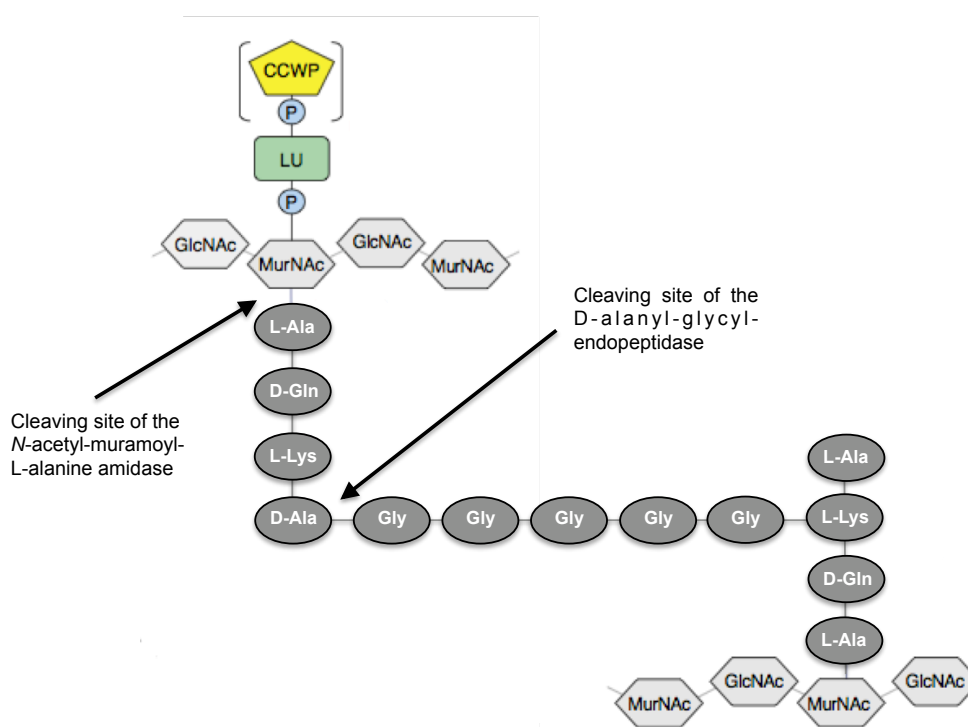 CCWP
P
LU
P
GlcNAc
MurNAc
GlcNAc
MurNAc
L-Ala
D-Gln
L-Lys
D-Ala
Gly
Gly
Gly
Gly
Gly
Cleaving site of the
N-acetyl-muramoyl-
L-alanine amidase
Cleaving site of the
D-alanyl-glycyl-
endopeptidase
L-Ala
L-Lys
D-Gln
L-Ala
MurNAc
GlcNAc
MurNAc
GlcNAc